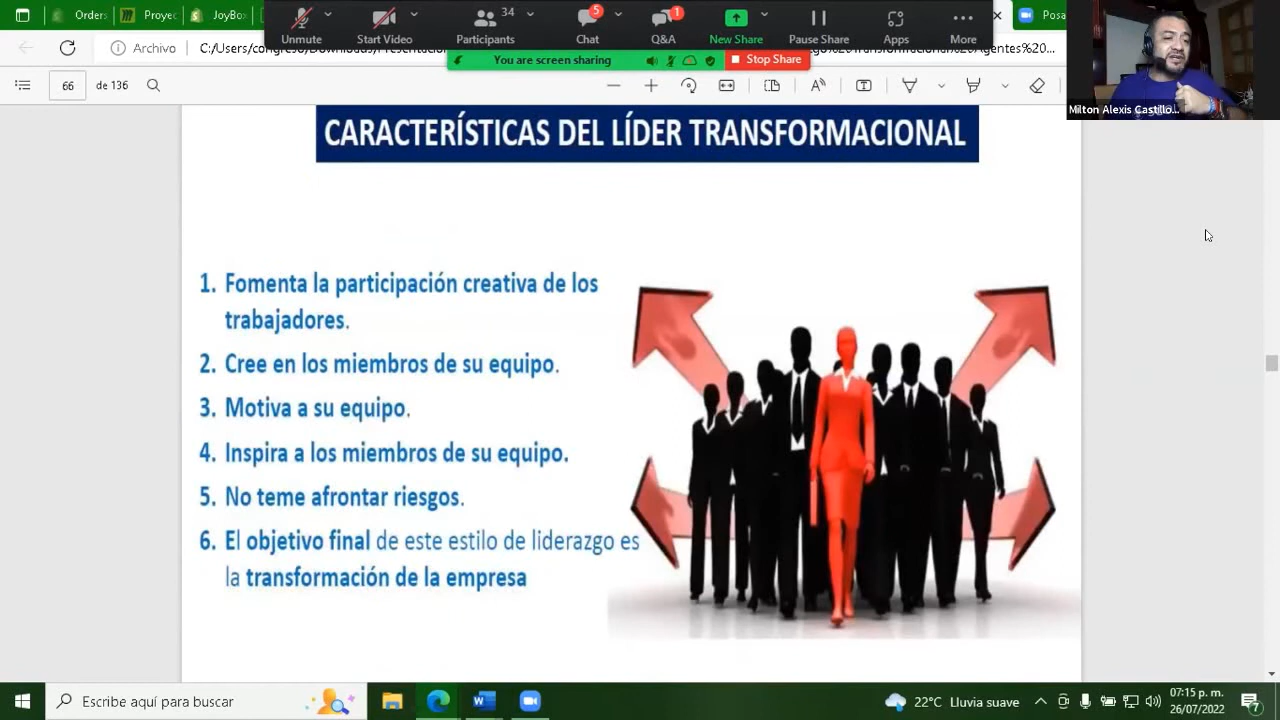 Orders
Proyec
JoyBox
Posa
Unmute
Start Video
34
Participants
5
Chat
1
Q&A
New Share
Pause Share
Apps
More
Archivo
You are screen sharing
Stop Share
66
de 136
Milton Alexis Castillo...
CARACTERÍSTICAS DEL LÍDER TRANSFORMACIONAL
1. Fomenta la participación creativa de los
trabajadores.
2. Cree en los miembros de su equipo.
3. Motiva a su equipo.
4. Inspira a los miembros de su equipo.
5. No teme afrontar riesgos.
6. El objetivo final de este estilo de liderazgo es
la transformación de la empresa
Escribe aquí para buscar
22°C Lluvia suave
07:15 p. m.
26/07/2022
7